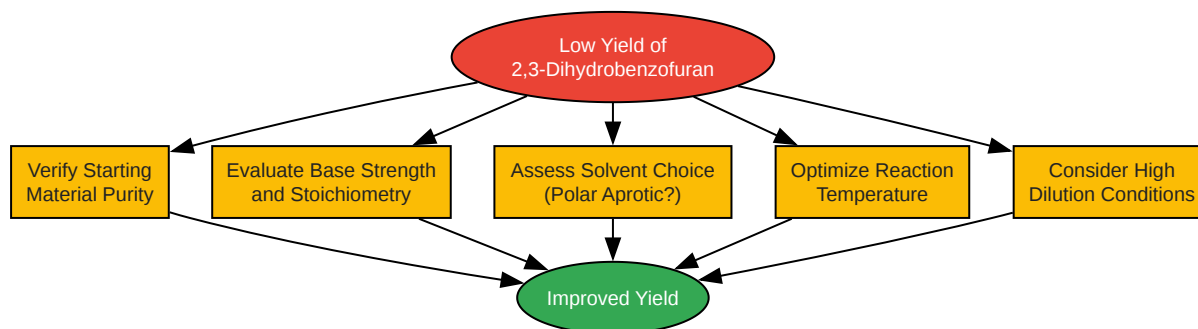 Low Yield of
2,3-Dihydrobenzofuran
Verify Starting
Material Purity
Evaluate Base Strength
and Stoichiometry
Assess Solvent Choice
(Polar Aprotic?)
Optimize Reaction
Temperature
Consider High
Dilution Conditions
Improved Yield